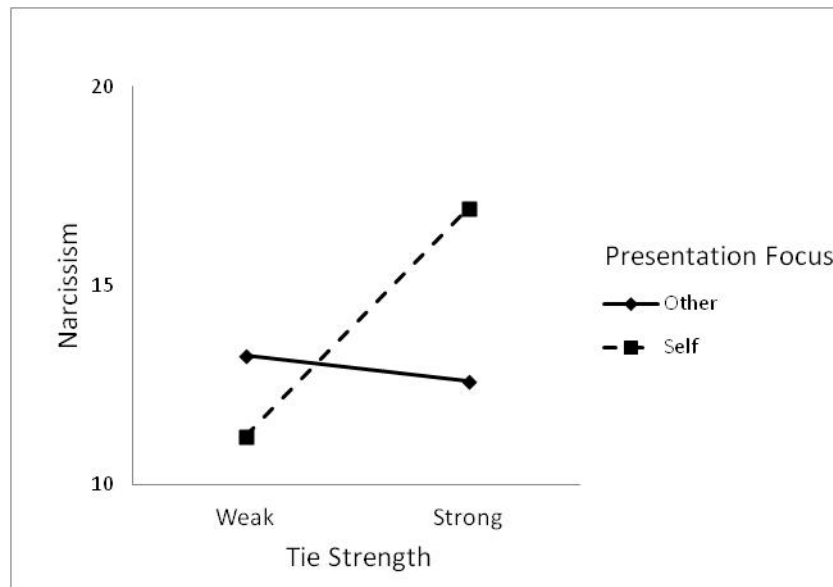 20
15
10
Narcissism
Weak
Strong
Tie Strength
Presentation Focus
Other
Self